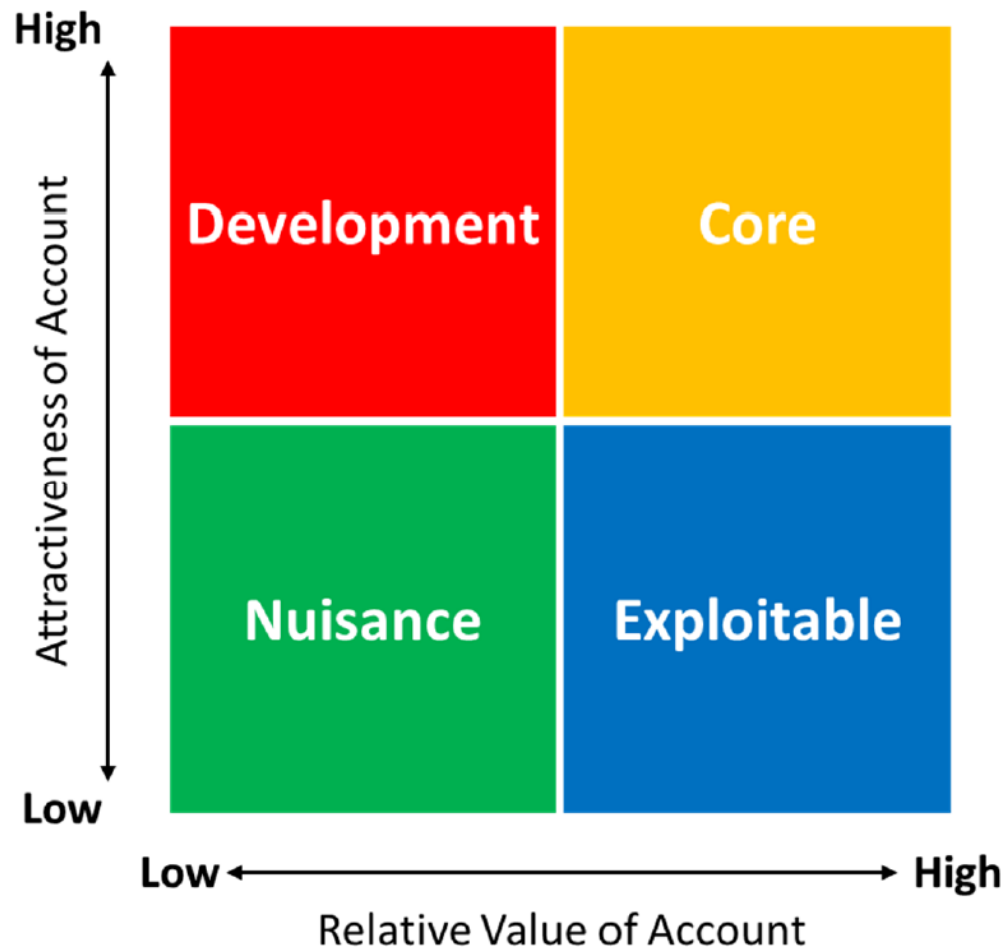 High
Attractiveness of Account
Development
Core
Nuisance
Exploitable
Low
Low
High
Relative Value of Account